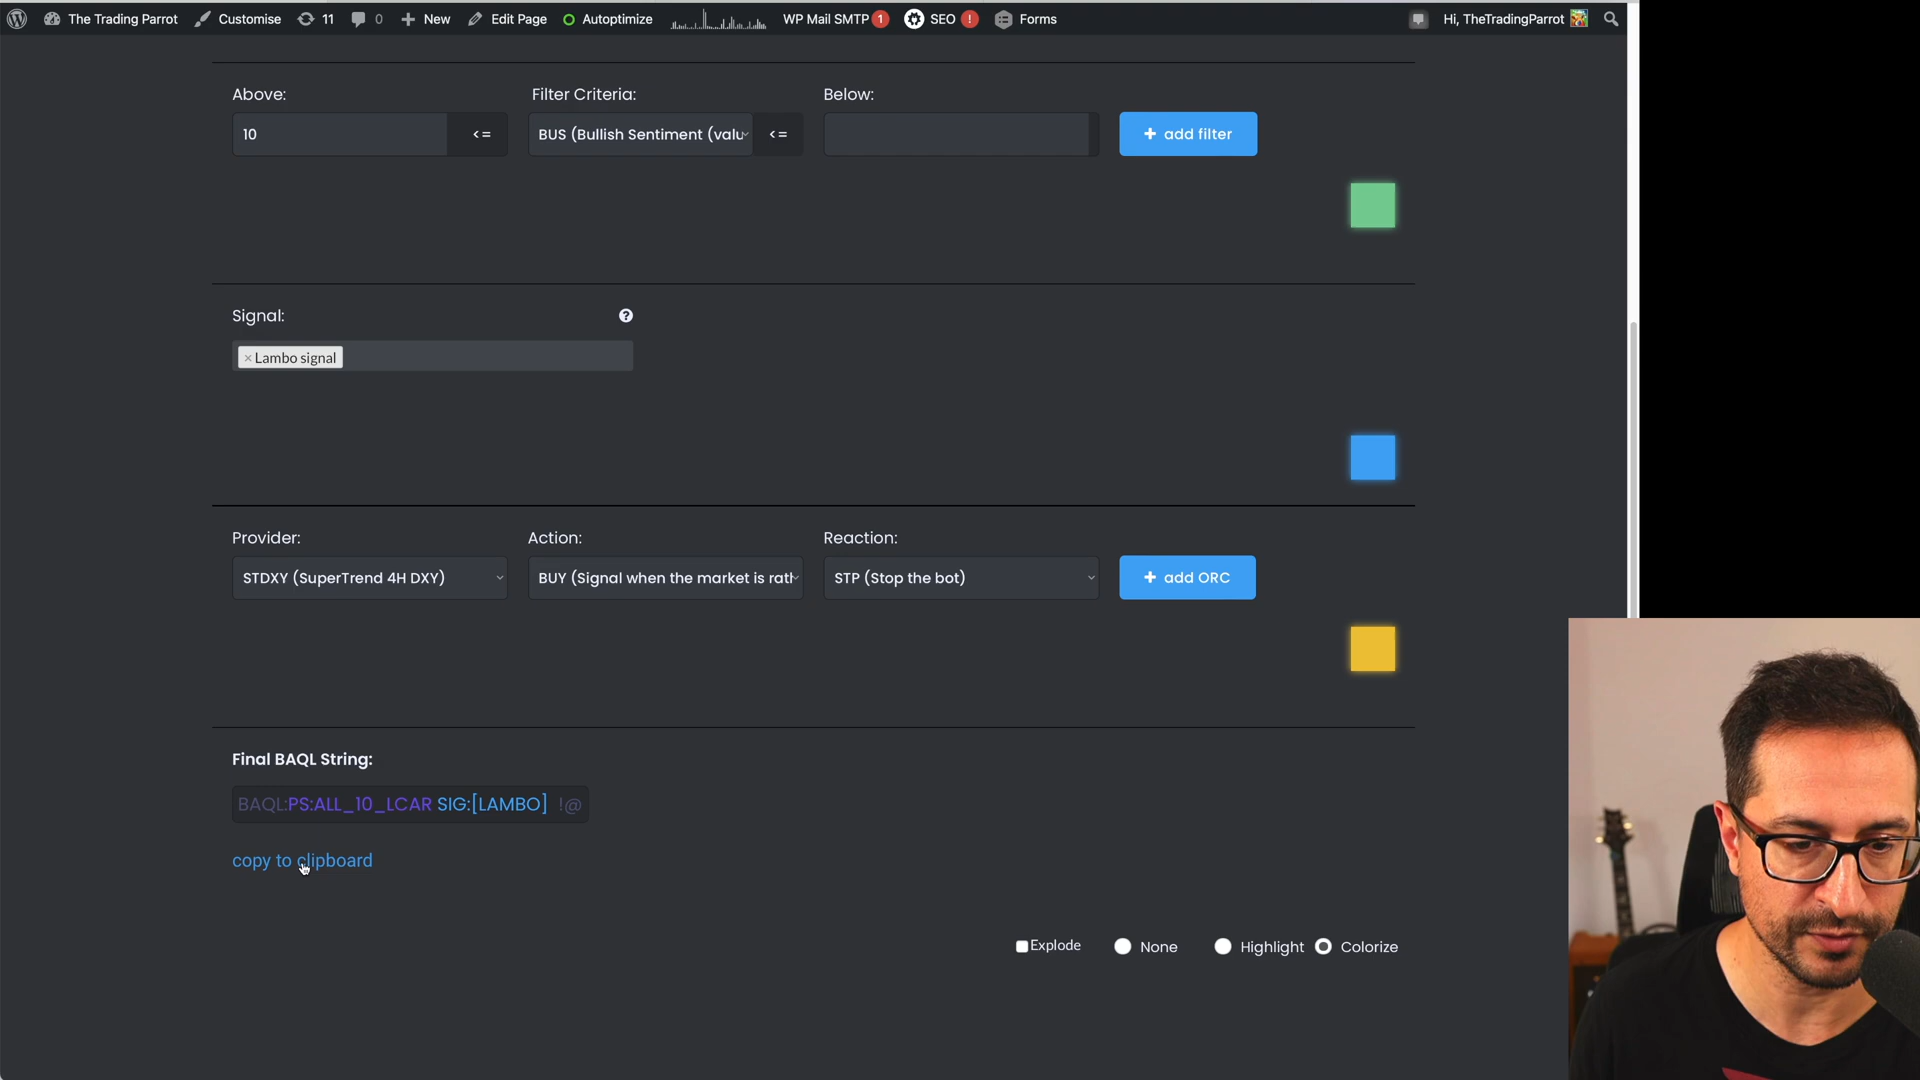 The Trading Parrot Customise 11 0 New Edit Page Autoptimize WP Mail SMTP 1 SEO ! Forms Hi, TheTradingParrot
Above: Filter Criteria: Below:
10 <= BUS (Bullish Sentiment (valu <= + add filter
Signal: ?
× Lambo signal
Provider: Action: Reaction:
STDXY (SuperTrend 4H DXY) BUY (Signal when the market is rath STP (Stop the bot) + add ORC
Final BAQL String:
BAQL:PS:ALL_10_LCAR SIG:[LAMBO] !@
copy to clipboard
Explode None Highlight Colorize